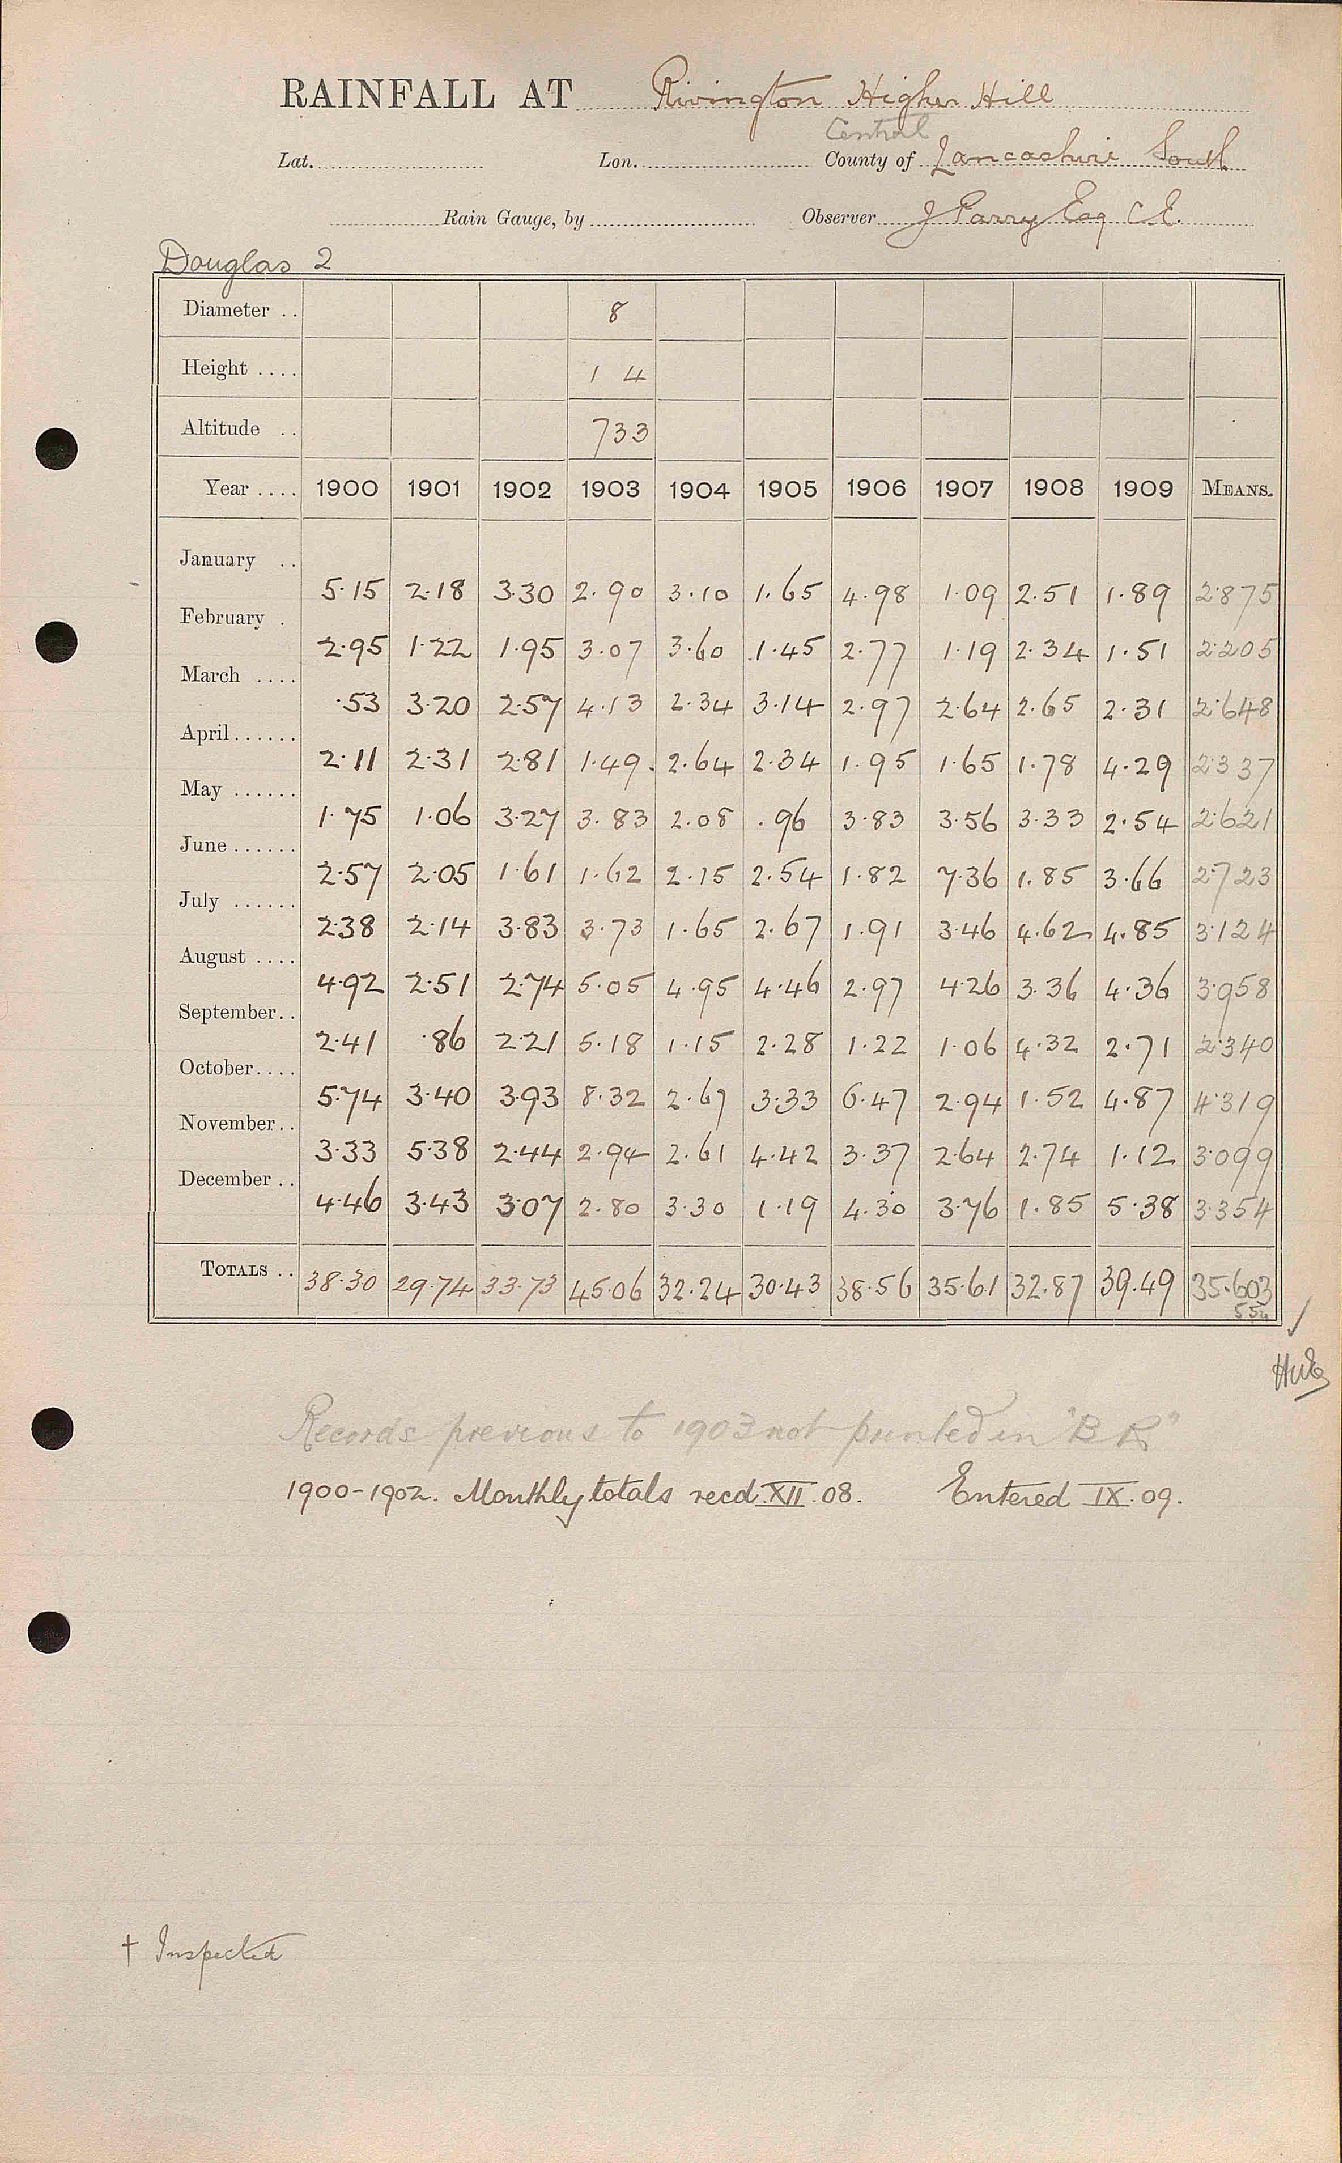 RAINFALL AT Rivington Higher Hill
Central
Lat. Lon. County of Lancashire South
Rain Gauge, by Observer J Parry Esq C.E.
Douglas 2
Diameter .. 8
Height .... 1 4
Altitude .. 733
Year .... 1900 1901 1902 1903 1904 1905 1906 1907 1908 1909 MEANS.
January ..
5.15 2.18 3.30 2.90 3.10 1.65 4.98 1.09 2.51 1.89 2.875
February .
2.95 1.22 1.95 3.07 3.60 1.45 2.77 1.19 2.34 1.51 2.205
March ....
.53 3.20 2.57 4.13 2.34 3.14 2.97 2.64 2.65 2.31 2.648
April......
2.11 2.31 2.81 1.49 2.64 2.34 1.95 1.65 1.78 4.29 2.337
May ......
1.75 1.06 3.27 3.83 2.08 .96 3.83 3.56 3.33 2.54 2.621
June......
2.57 2.05 1.61 1.62 2.15 2.54 1.82 7.36 1.85 3.66 2.723
July ......
2.38 2.14 3.83 3.73 1.65 2.67 1.91 3.46 4.62 4.85 3.124
August ....
4.92 2.51 2.74 5.05 4.95 4.46 2.97 4.26 3.36 4.36 3.958
September..
2.41 .86 2.21 5.18 1.15 2.28 1.22 1.06 4.32 2.71 2.340
October....
5.74 3.40 3.93 8.32 2.67 3.33 6.47 2.94 1.52 4.87 4.319
November..
3.33 5.38 2.44 2.94 2.61 4.42 3.37 2.64 2.74 1.12 3.099
December ..
4.46 3.43 3.07 2.80 3.30 1.19 4.30 3.76 1.85 5.38 3.354
TOTALS .. 38.30 29.74 33.73 45.06 32.24 30.43 38.56 35.61 32.87 39.49 35.603
Records previous to 1903 not printed in "B R"
1900-1902. Monthly totals recd. XII.08. Entered IX.09.
† Inspected